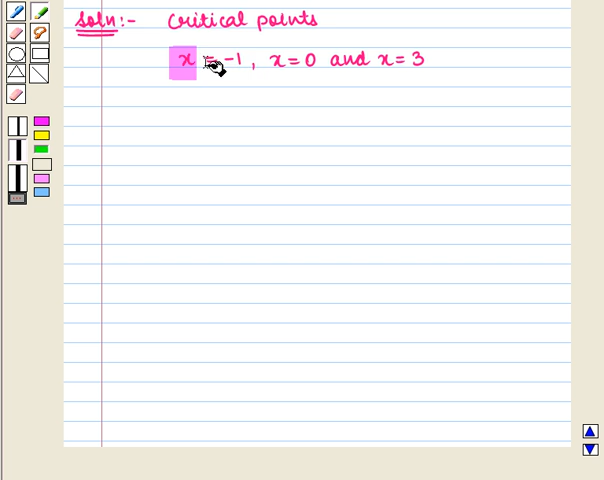 Soln:- Critical points
x = -1, x = 0 and x = 3